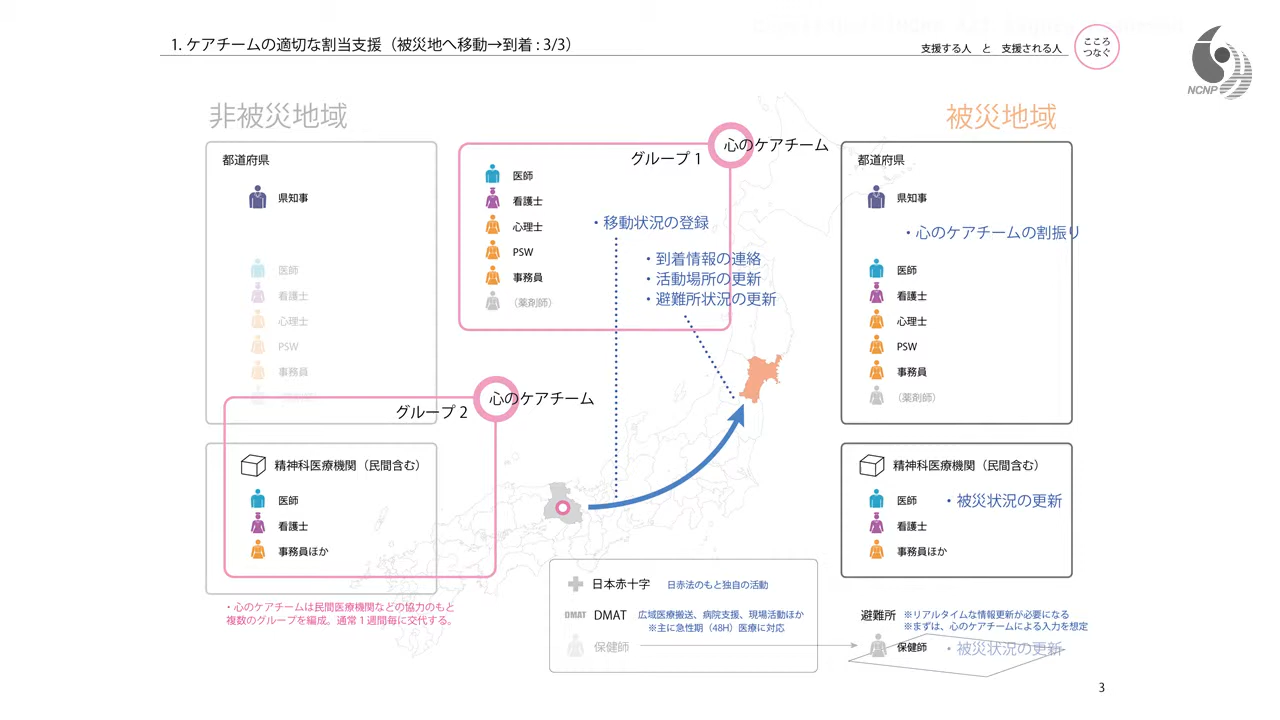 1. ケアチームの適切な割当支援（被災地へ移動→到着 : 3/3）
支援する人　と　支援される人
こころ
つなぐ
NCNP
非被災地域
都道府県
県知事
医師
看護士
心理士
PSW
事務員
グループ 2
心のケアチーム
精神科医療機関（民間含む）
医師
看護士
事務員ほか
・心のケアチームは民間医療機関などの協力のもと
複数のグループを編成。通常１週間毎に交代する。
グループ 1
心のケアチーム
医師
看護士
心理士
PSW
事務員
（薬剤師）
・移動状況の登録
・到着情報の連絡
・活動場所の更新
・避難所状況の更新
日本赤十字　日赤法のもと独自の活動
DMAT DMAT　広域医療搬送、病院支援、現場活動ほか
※主に急性期（48H）医療に対応
保健師
被災地域
都道府県
県知事
・心のケアチームの割振り
医師
看護士
心理士
PSW
事務員
（薬剤師）
精神科医療機関（民間含む）
医師　・被災状況の更新
看護士
事務員ほか
避難所　※リアルタイムな情報更新が必要になる
※まずは、心のケアチームによる入力を想定
保健師　・被災状況の更新
3